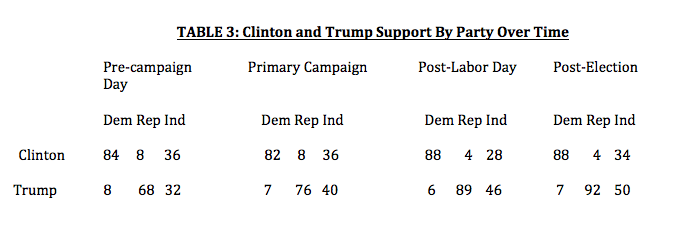 TABLE 3: Clinton and Trump Support By Party Over Time
Pre-campaign Primary Campaign Post-Labor Day Post-Election
Day
Dem Rep Ind Dem Rep Ind Dem Rep Ind Dem Rep Ind
Clinton 84 8 36 82 8 36 88 4 28 88 4 34
Trump 8 68 32 7 76 40 6 89 46 7 92 50